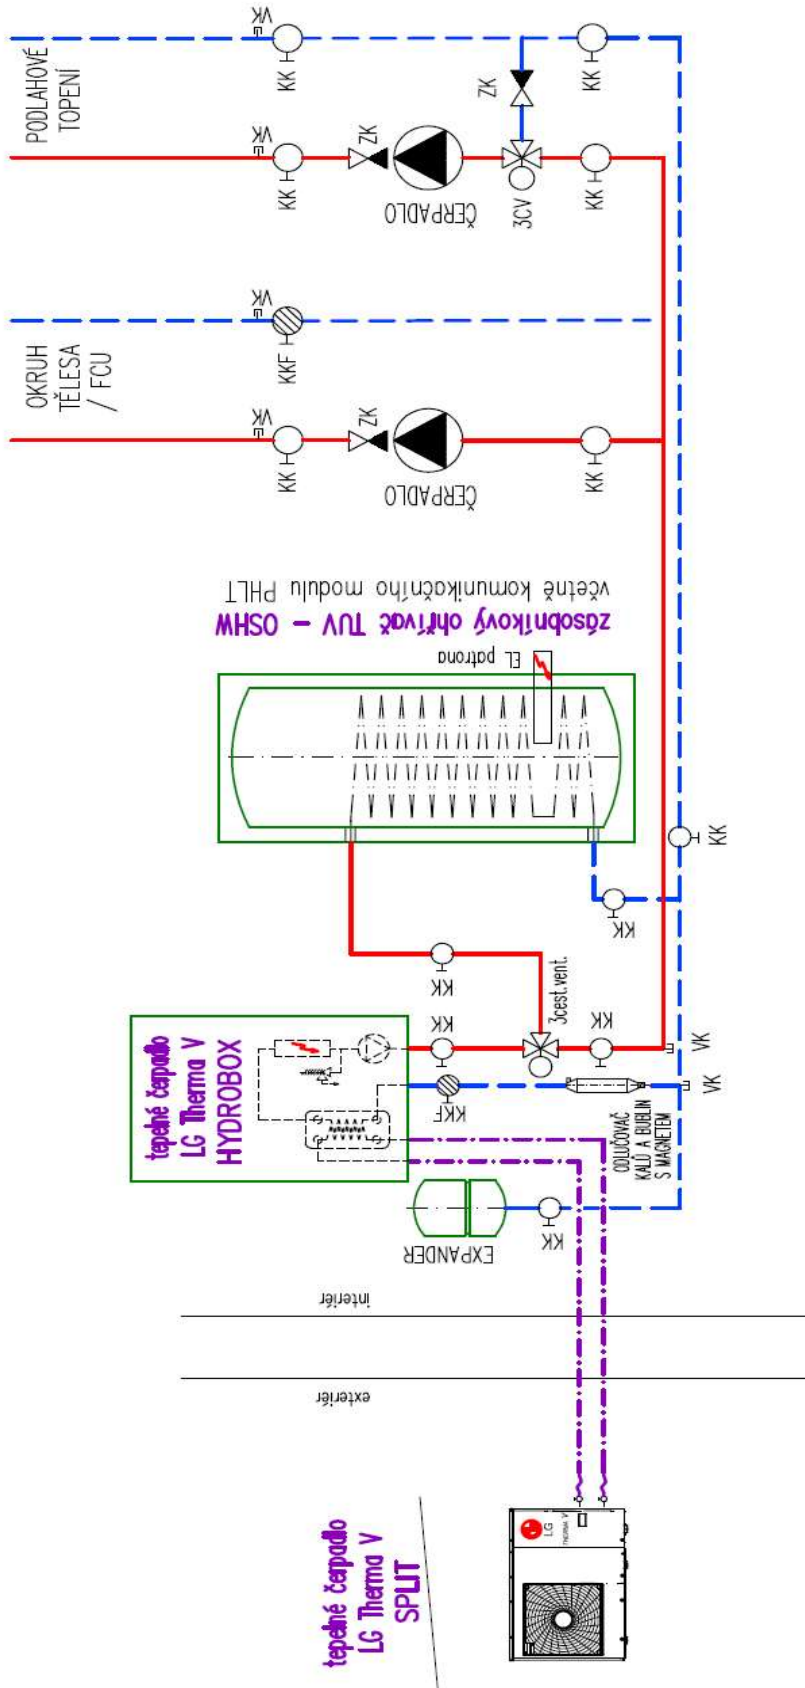 VK
KK
PODLAHOVÉ
TOPENÍ
VK
KK
ZK
ČERPADLO
ZK
3CV
KK
KK
VK
KKF
OKRUH
TĚLESA
/ FCU
VK
KK
ZK
ČERPADLO
KK
včetně komunikačního modulu PHLT
zásobníkový ohřívač TUV – OSHW
EL patrona
KK
KK
KK
3cest.vent.
tepelné čerpadlo
LG Therma V
HYDROBOX
KK
KK
VK
KKF
VK
ODLUČOVAČ
KALŮ A BUBLIN
S MAGNETEM
EXPANDER
KK
interiér
exteriér
tepelné čerpadlo
LG Therma V
SPLIT
LG
THERMA V